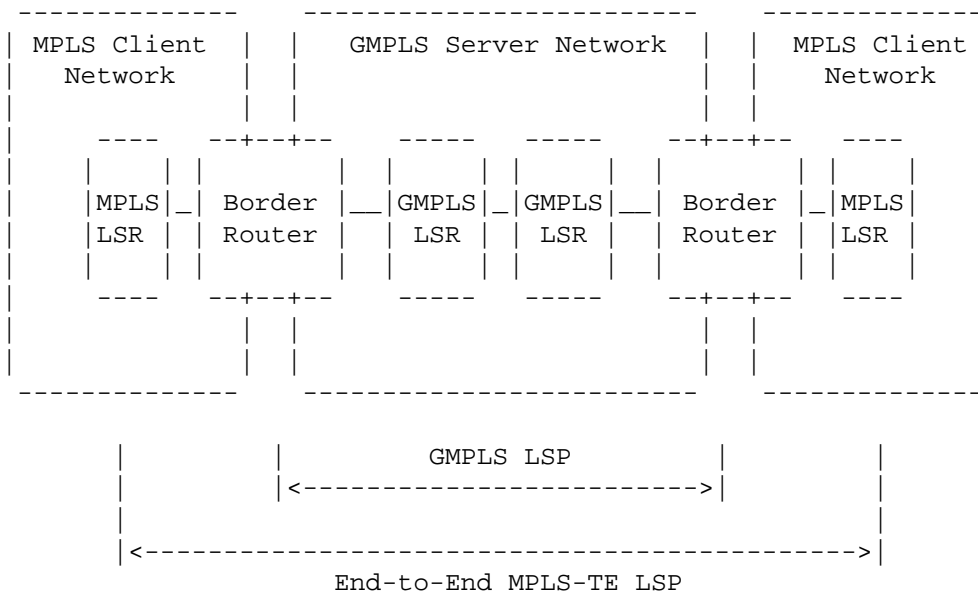 MPLS Client GMPLS Server Network MPLS Client
Network Network
MPLS Border GMPLS GMPLS Border MPLS
LSR Router LSR LSR Router LSR
GMPLS LSP
End-to-End MPLS-TE LSP